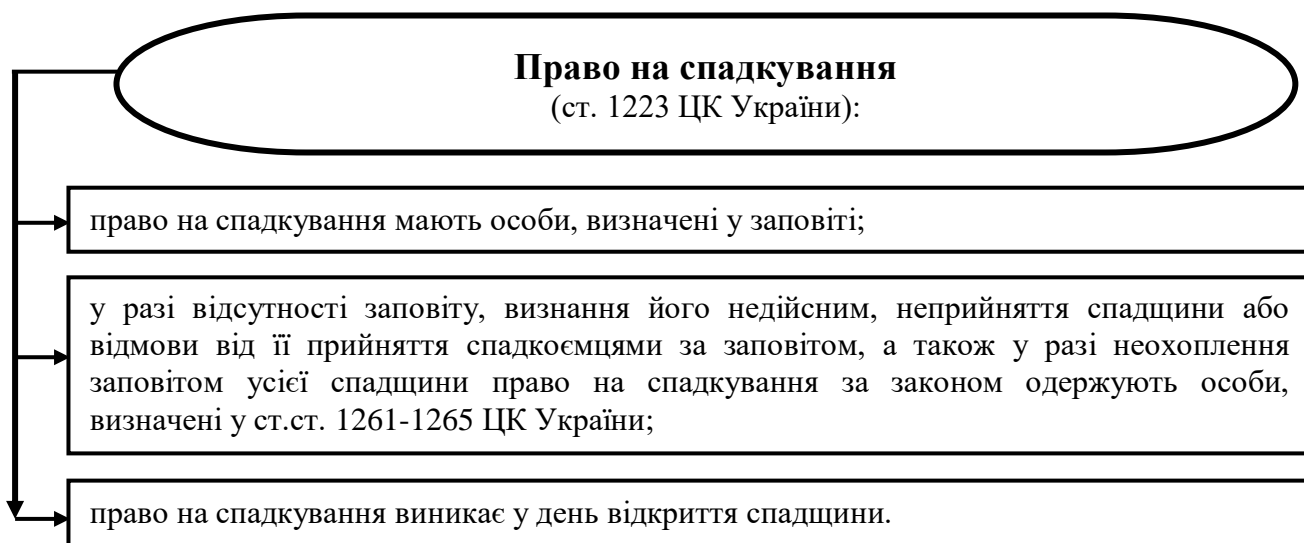 Право на спадкування
(ст. 1223 ЦК України):
право на спадкування мають особи, визначені у заповіті;
у разі відсутності заповіту, визнання його недійсним, неприйняття спадщини або
відмови від її прийняття спадкоємцями за заповітом, а також у разі неохоплення
заповітом усієї спадщини право на спадкування за законом одержують особи,
визначені у ст.ст. 1261-1265 ЦК України;
право на спадкування виникає у день відкриття спадщини.